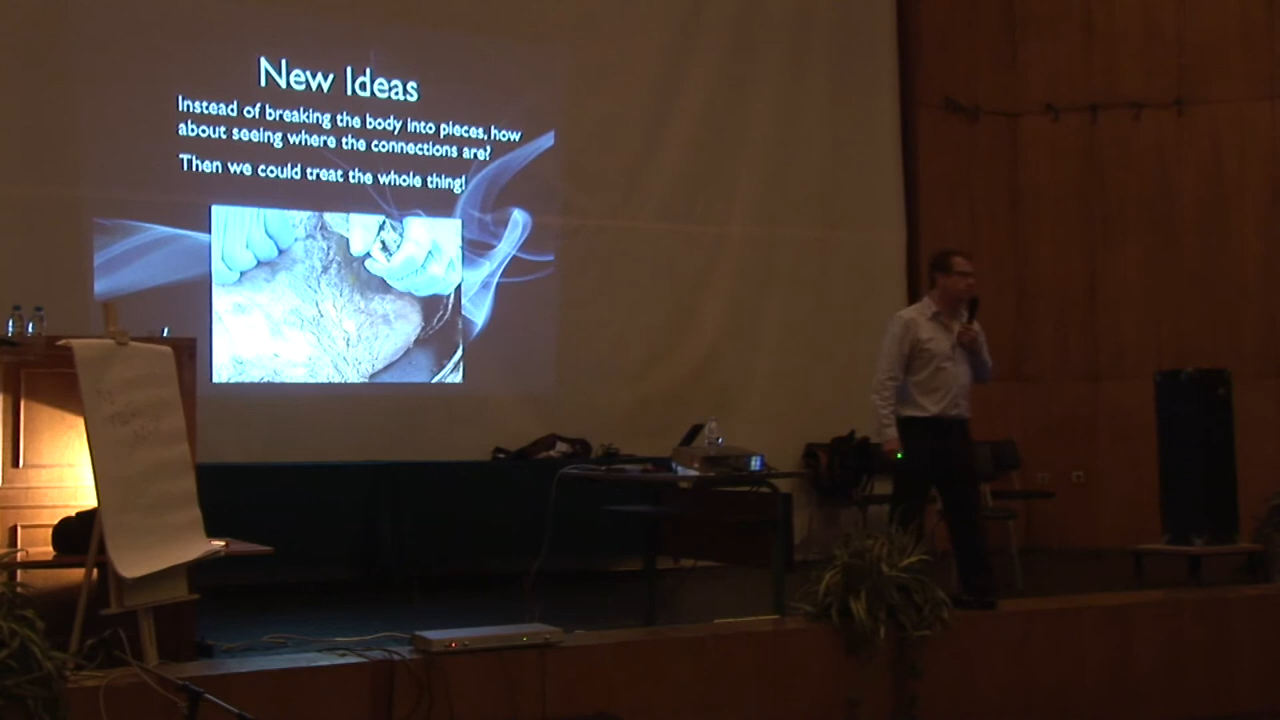 New Ideas
Instead of breaking the body into pieces, how
about seeing where the connections are?
Then we could treat the whole thing!